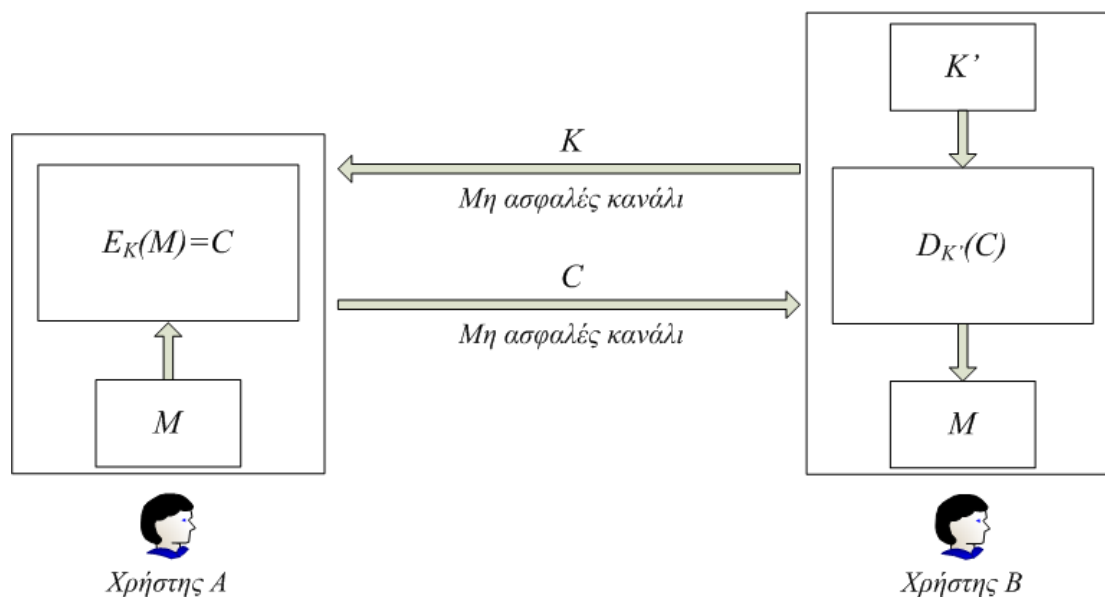 K’
K
Μη ασφαλές κανάλι
E_K(M)=C
D_K'(C)
C
Μη ασφαλές κανάλι
M
M
Χρήστης Α
Χρήστης Β